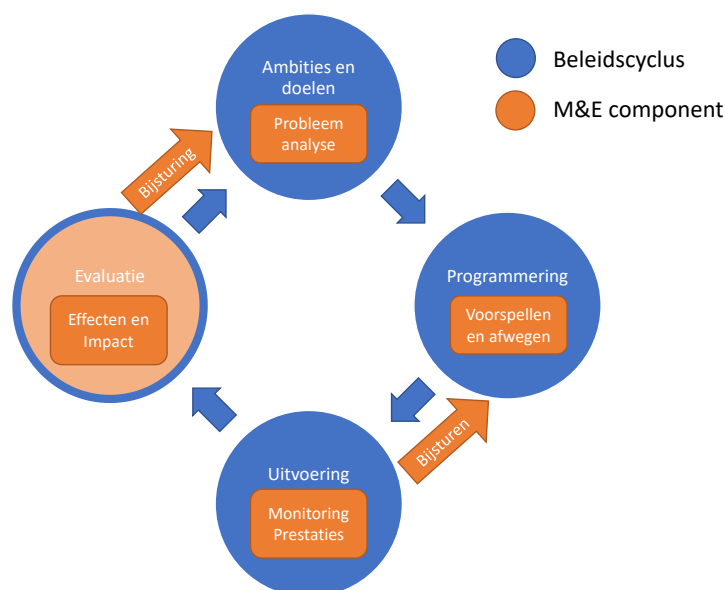 Ambities en
doelen
Probleem
analyse
Beleidscyclus
M&E component
Bijsturing
Programmering
Voorspellen
en afwegen
Bijsturen
Uitvoering
Monitoring
Prestaties
Evaluatie
Effecten en
Impact